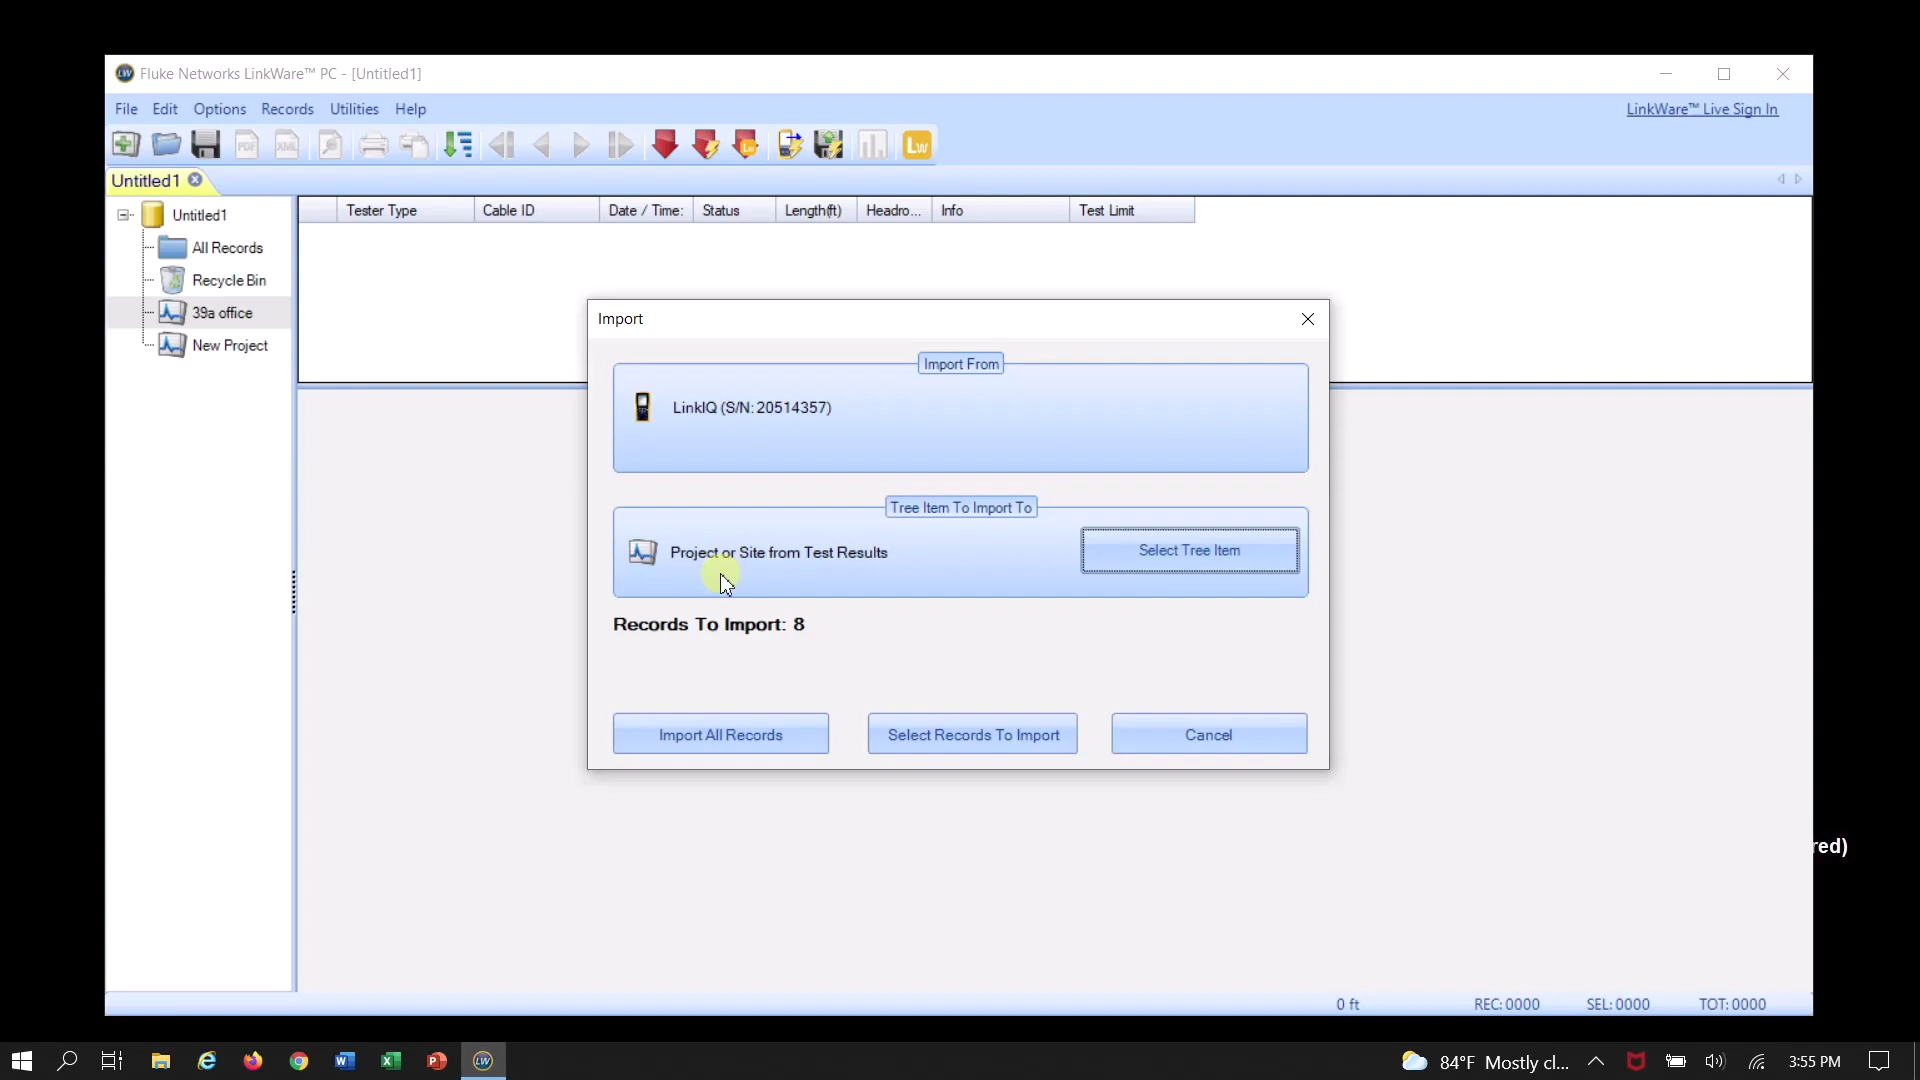 Fluke Networks LinkWare™ PC - [Untitled1]
File Edit Options Records Utilities Help
LinkWare™ Live Sign In
PDF XML Lw
Untitled1
Untitled1
All Records
Recycle Bin
39a office
New Project
Tester Type Cable ID Date / Time: Status Length(ft) Headro... Info Test Limit
Import
Import From
LinkIQ (S/N: 20514357)
Tree Item To Import To
Project or Site from Test Results
Select Tree Item
Records To Import: 8
Import All Records
Select Records To Import
Cancel
red)
0 ft REC: 0000 SEL: 0000 TOT: 0000
84°F Mostly cl... 3:55 PM